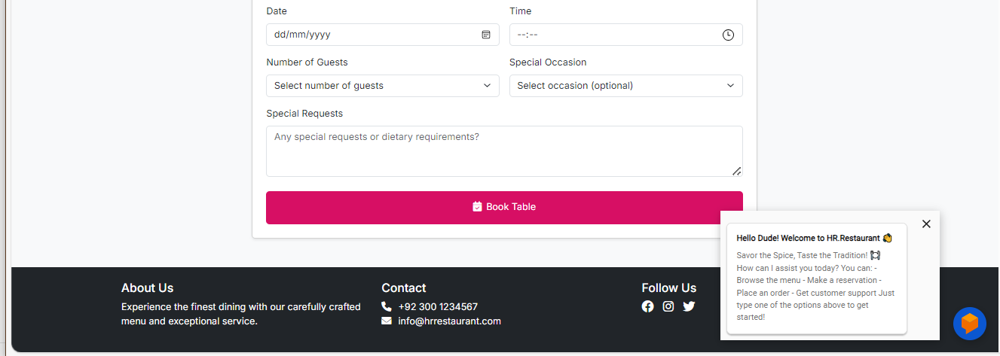 Date
Time
dd/mm/yyyy
--:--
Number of Guests
Special Occasion
Select number of guests
Select occasion (optional)
Special Requests
Any special requests or dietary requirements?
Book Table
Hello Dude! Welcome to HR.Restaurant
Savor the Spice, Taste the Tradition!
How can I assist you today? You can: -
Browse the menu - Make a reservation -
Place an order - Get customer support Just
type one of the options above to get
started!
About Us
Experience the finest dining with our carefully crafted
menu and exceptional service.
Contact
+92 300 1234567
info@hrrestaurant.com
Follow Us